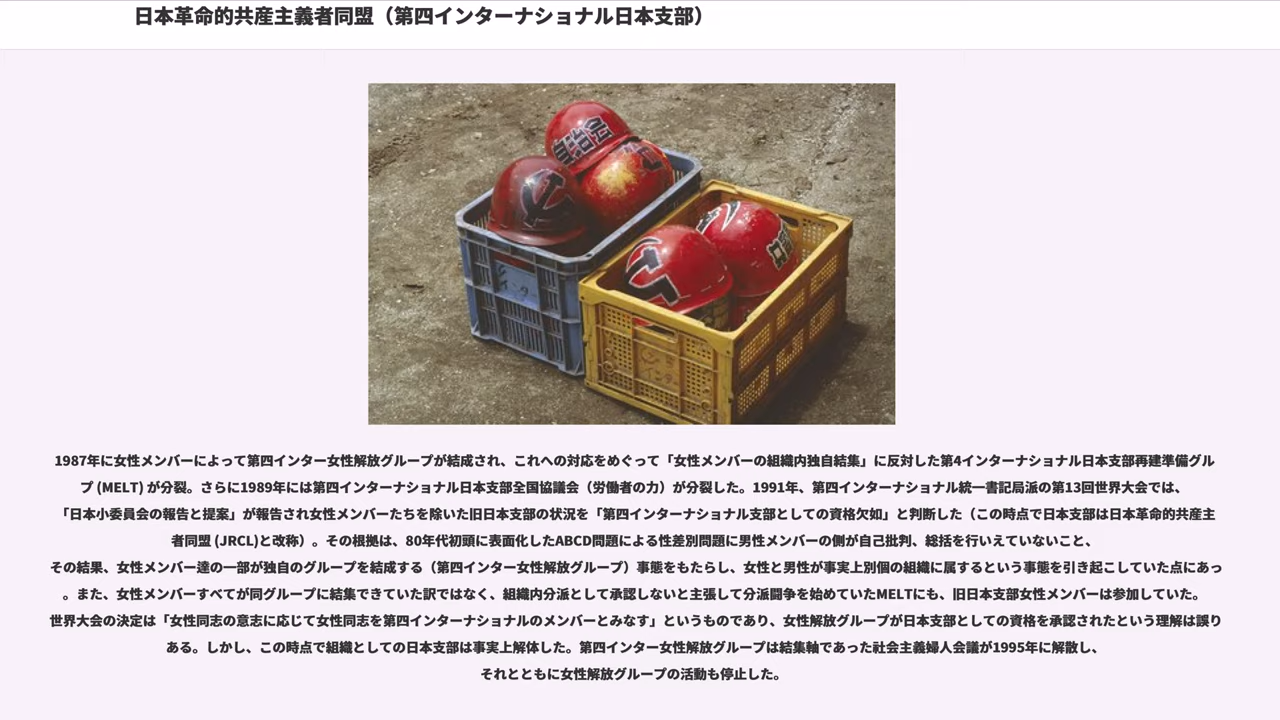 日本革命的共産主義者同盟（第四インターナショナル日本支部）
自治会
1987年に女性メンバーによって第四インター女性解放グループが結成され、これへの対応をめぐって「女性メンバーの組織内独自結集」に反対した第4インターナショナル日本支部再建準備グル
プ (MELT) が分裂。さらに1989年には第四インターナショナル日本支部全国協議会（労働者の力）が分裂した。1991年、第四インターナショナル統一書記局派の第13回世界大会では、
「日本小委員会の報告と提案」が報告され女性メンバーたちを除いた旧日本支部の状況を「第四インターナショナル支部としての資格欠如」と判断した（この時点で日本支部は日本革命的共産主
者同盟 (JRCL)と改称）。その根拠は、80年代初頭に表面化したABCD問題による性差別問題に男性メンバーの側が自己批判、総括を行いえていないこと、
その結果、女性メンバー達の一部が独自のグループを結成する（第四インター女性解放グループ）事態をもたらし、女性と男性が事実上別個の組織に属するという事態を引き起こしていた点にあっ
。また、女性メンバーすべてが同グループに結集できていた訳ではなく、組織内分派として承認しないと主張して分派闘争を始めていたMELTにも、旧日本支部女性メンバーは参加していた。
世界大会の決定は「女性同志の意志に応じて女性同志を第四インターナショナルのメンバーとみなす」というものであり、女性解放グループが日本支部としての資格を承認されたという理解は誤り
ある。しかし、この時点で組織としての日本支部は事実上解体した。第四インター女性解放グループは結集軸であった社会主義婦人会議が1995年に解散し、
それとともに女性解放グループの活動も停止した。